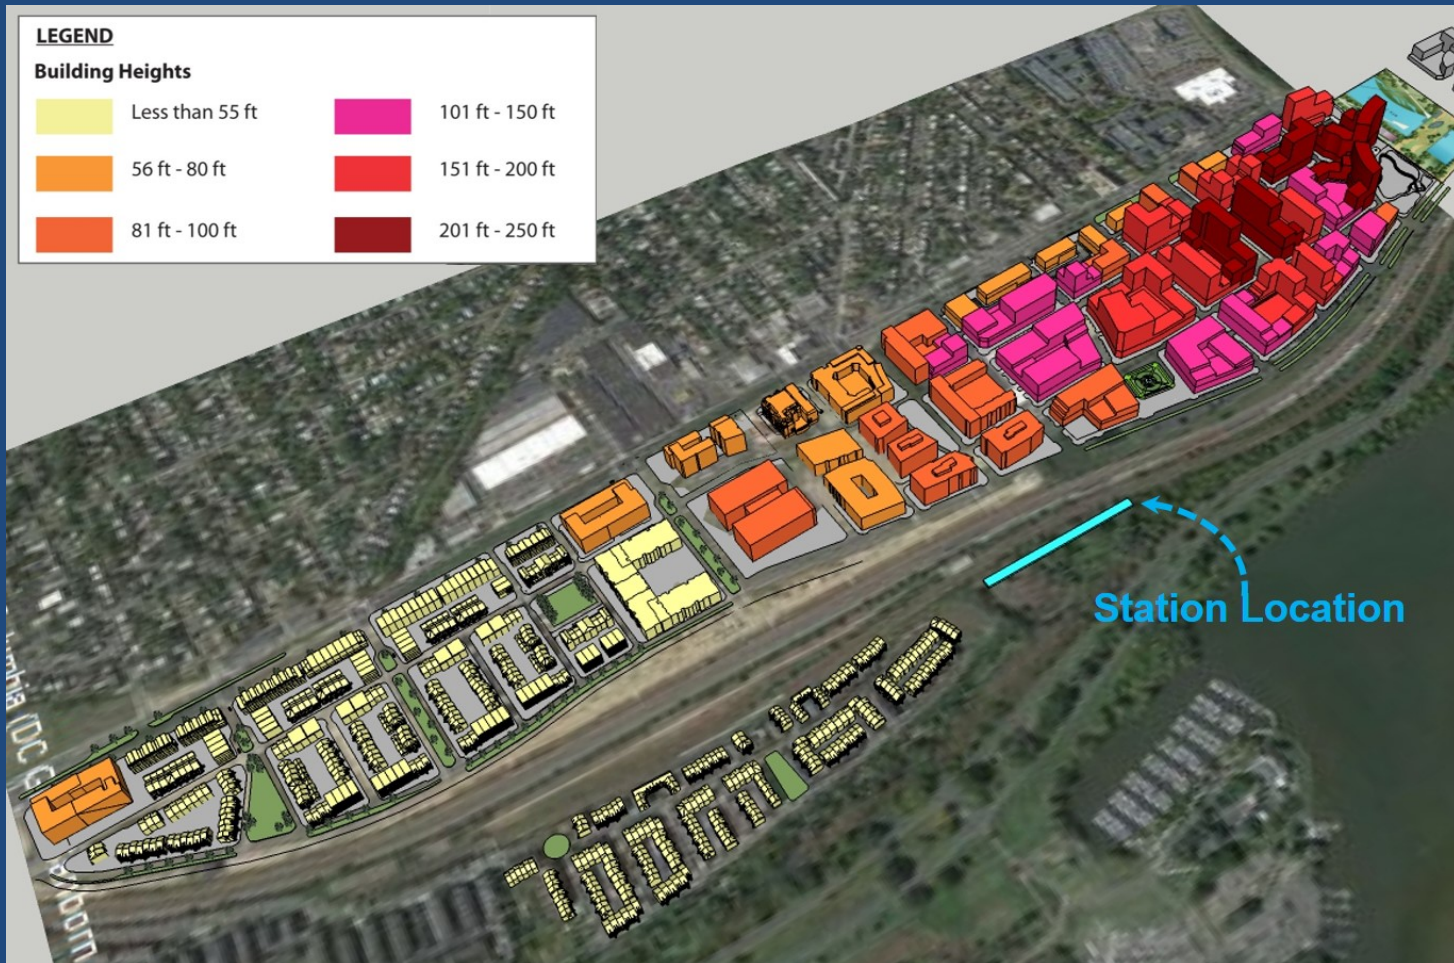 LEGEND
Building Heights
Less than 55 ft
56 ft - 80 ft
81 ft - 100 ft
101 ft - 150 ft
151 ft - 200 ft
201 ft - 250 ft
Station Location